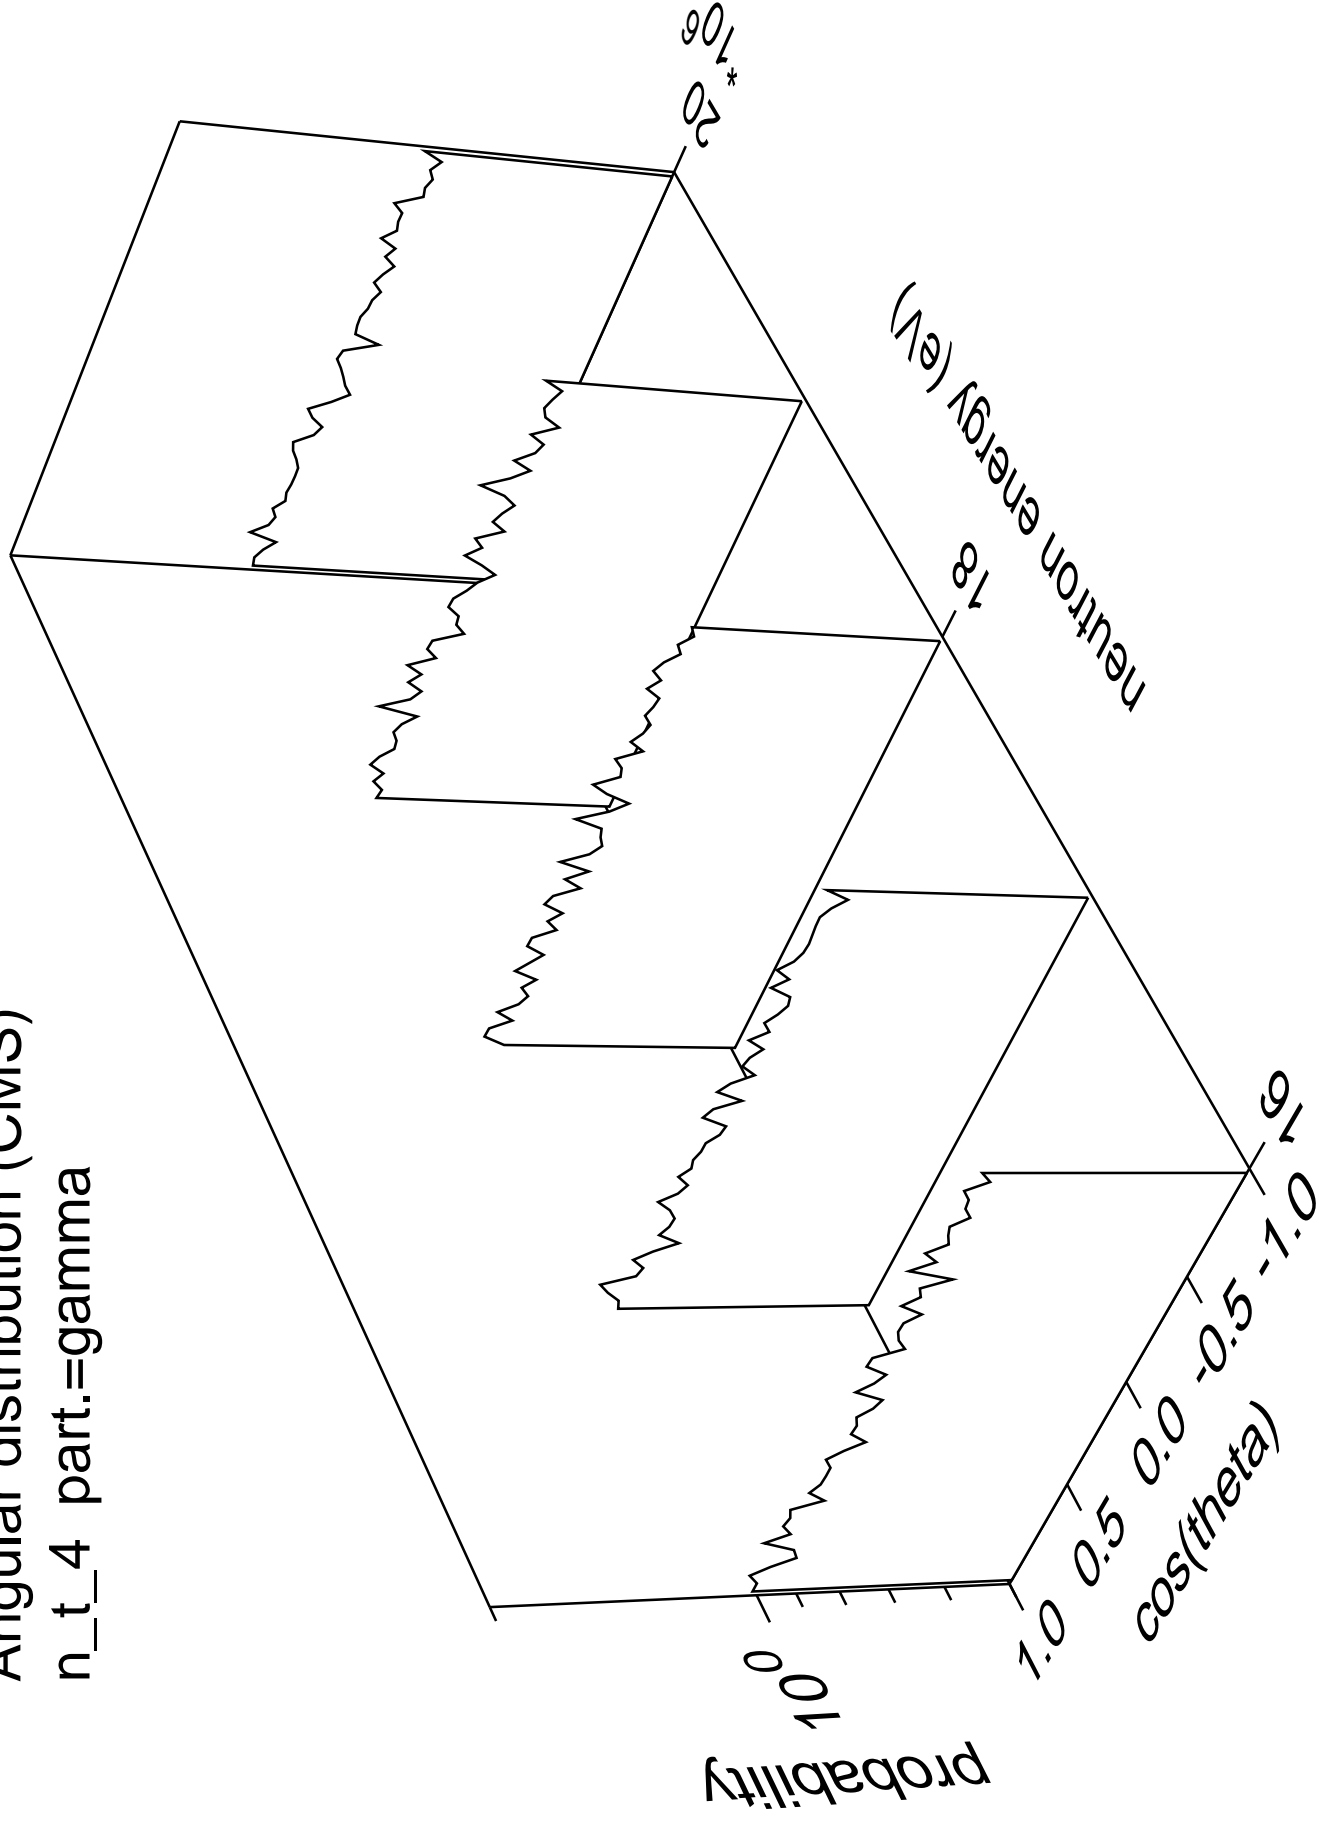 Angular distribution (CMS)
n_t_4 part.=gamma
probability
10 0
1.0 0.5 0.0 -0.5 -1.0
cos(theta)
16 18 20
* 10 6
neutron energy (eV)